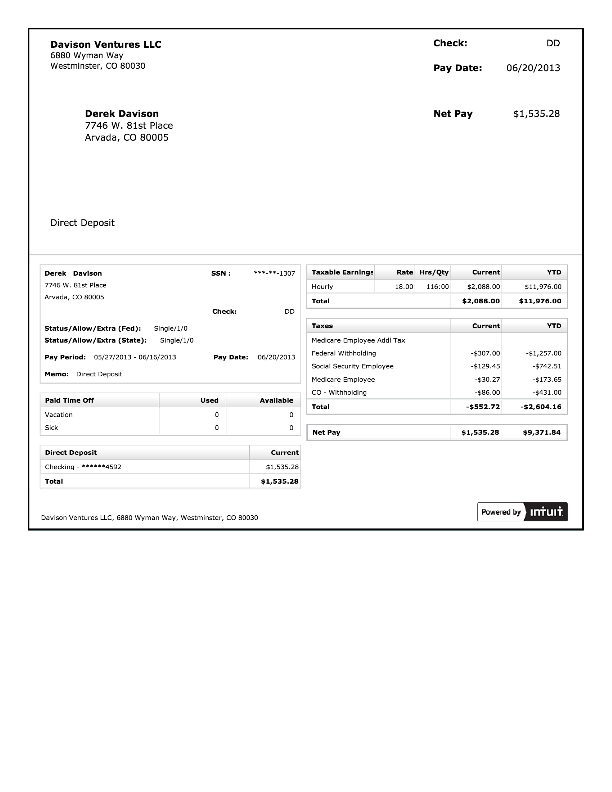 Davison Ventures LLC
6880 Wyman Way
Westminster, CO 80030
Check: DD
Pay Date: 06/20/2013
Derek Davison
7746 W. 81st Place
Arvada, CO 80005
Net Pay $1,535.28
Direct Deposit
Derek Davison SSN : ***-**-1307
7746 W. 81st Place
Arvada, CO 80005
Check: DD
Status/Allow/Extra (Fed): Single/1/0
Status/Allow/Extra (State): Single/1/0
Pay Period: 05/27/2013 - 06/16/2013 Pay Date: 06/20/2013
Memo: Direct Deposit
Paid Time Off Used Available
Vacation 0 0
Sick 0 0
Direct Deposit Current
Checking - ******4592 $1,535.28
Total $1,535.28
Taxable Earnings Rate Hrs/Qty Current YTD
Hourly 18.00 116:00 $2,088.00 $11,976.00
Total $2,088.00 $11,976.00
Taxes Current YTD
Medicare Employee Addl Tax
Federal Withholding -$307.00 -$1,257.00
Social Security Employee -$129.45 -$742.51
Medicare Employee -$30.27 -$173.65
CO - Withholding -$86.00 -$431.00
Total -$552.72 -$2,604.16
Net Pay $1,535.28 $9,371.84
Davison Ventures LLC, 6880 Wyman Way, Westminster, CO 80030
Powered by intuit.